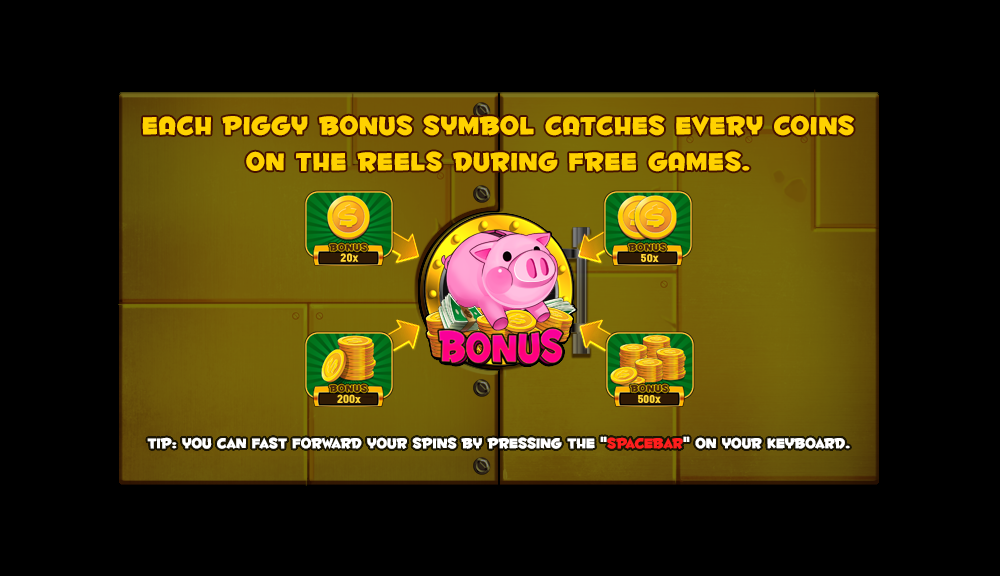 EACH PIGGY BONUS SYMBOL CATCHES EVERY COINS
ON THE REELS DURING FREE GAMES.
BONUS
20x
BONUS
50x
BONUS
BONUS
200x
BONUS
500x
TIP: YOU CAN FAST FORWARD YOUR SPINS BY PRESSING THE "SPACEBAR" ON YOUR KEYBOARD.